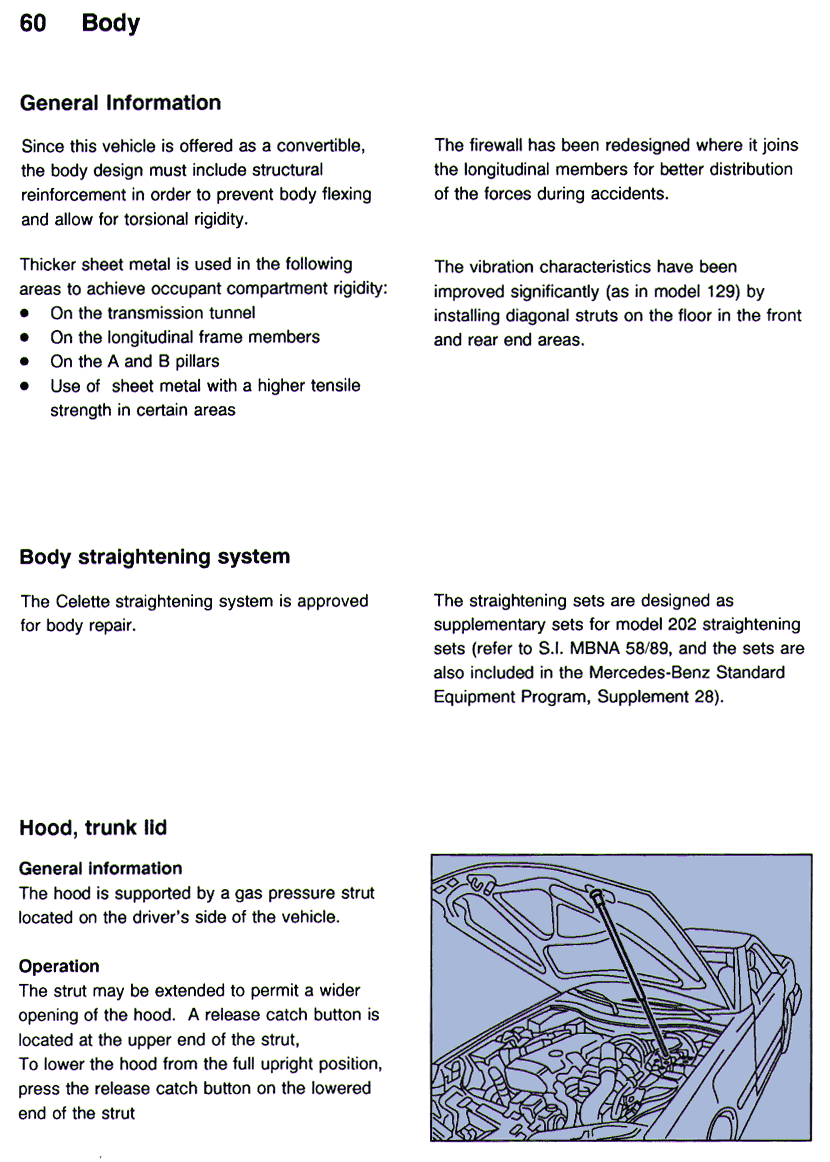 60 Body
General Information
Since this vehicle is offered as a convertible,
the body design must include structural
reinforcement in order to prevent body flexing
and allow for torsional rigidity.
Thicker sheet metal is used in the following
areas to achieve occupant compartment rigidity:
• On the transmission tunnel
• On the longitudinal frame members
• On the A and B pillars
• Use of sheet metal with a higher tensile
strength in certain areas
The firewall has been redesigned where it joins
the longitudinal members for better distribution
of the forces during accidents.
The vibration characteristics have been
improved significantly (as in model 129) by
installing diagonal struts on the floor in the front
and rear end areas.
Body straightening system
The Celette straightening system is approved
for body repair.
The straightening sets are designed as
supplementary sets for model 202 straightening
sets (refer to S.I. MBNA 58/89, and the sets are
also included in the Mercedes-Benz Standard
Equipment Program, Supplement 28).
Hood, trunk lid
General information
The hood is supported by a gas pressure strut
located on the driver's side of the vehicle.
Operation
The strut may be extended to permit a wider
opening of the hood. A release catch button is
located at the upper end of the strut,
To lower the hood from the full upright position,
press the release catch button on the lowered
end of the strut